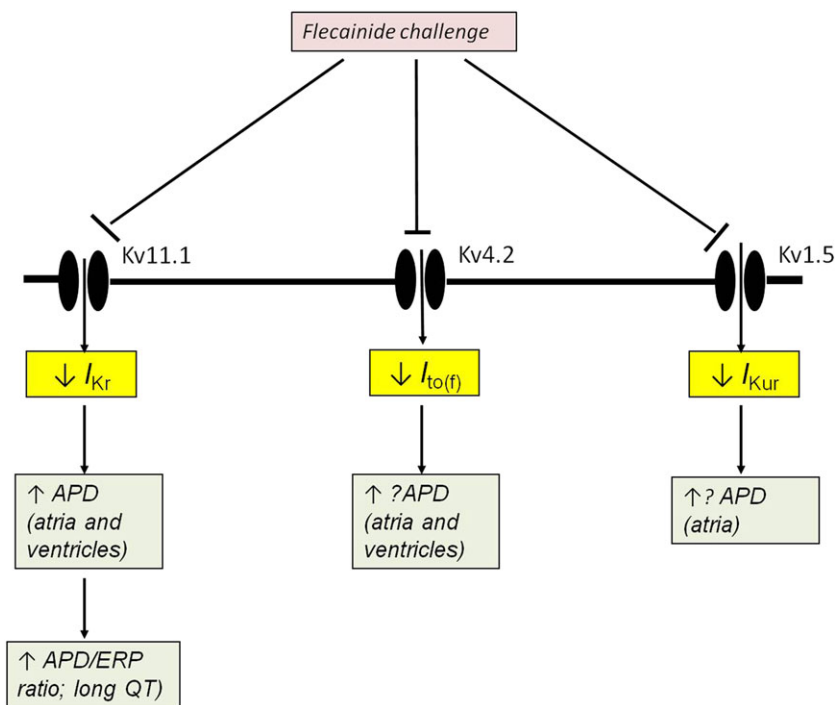 Flecainide challenge
Kv11.1
Kv4.2
Kv1.5
↓ IKr
↓ Ito(f)
↓ IKur
↑ APD
(atria and
ventricles)
↑ ?APD
(atria and
ventricles)
↑? APD
(atria)
↑ APD/ERP
ratio; long QT)